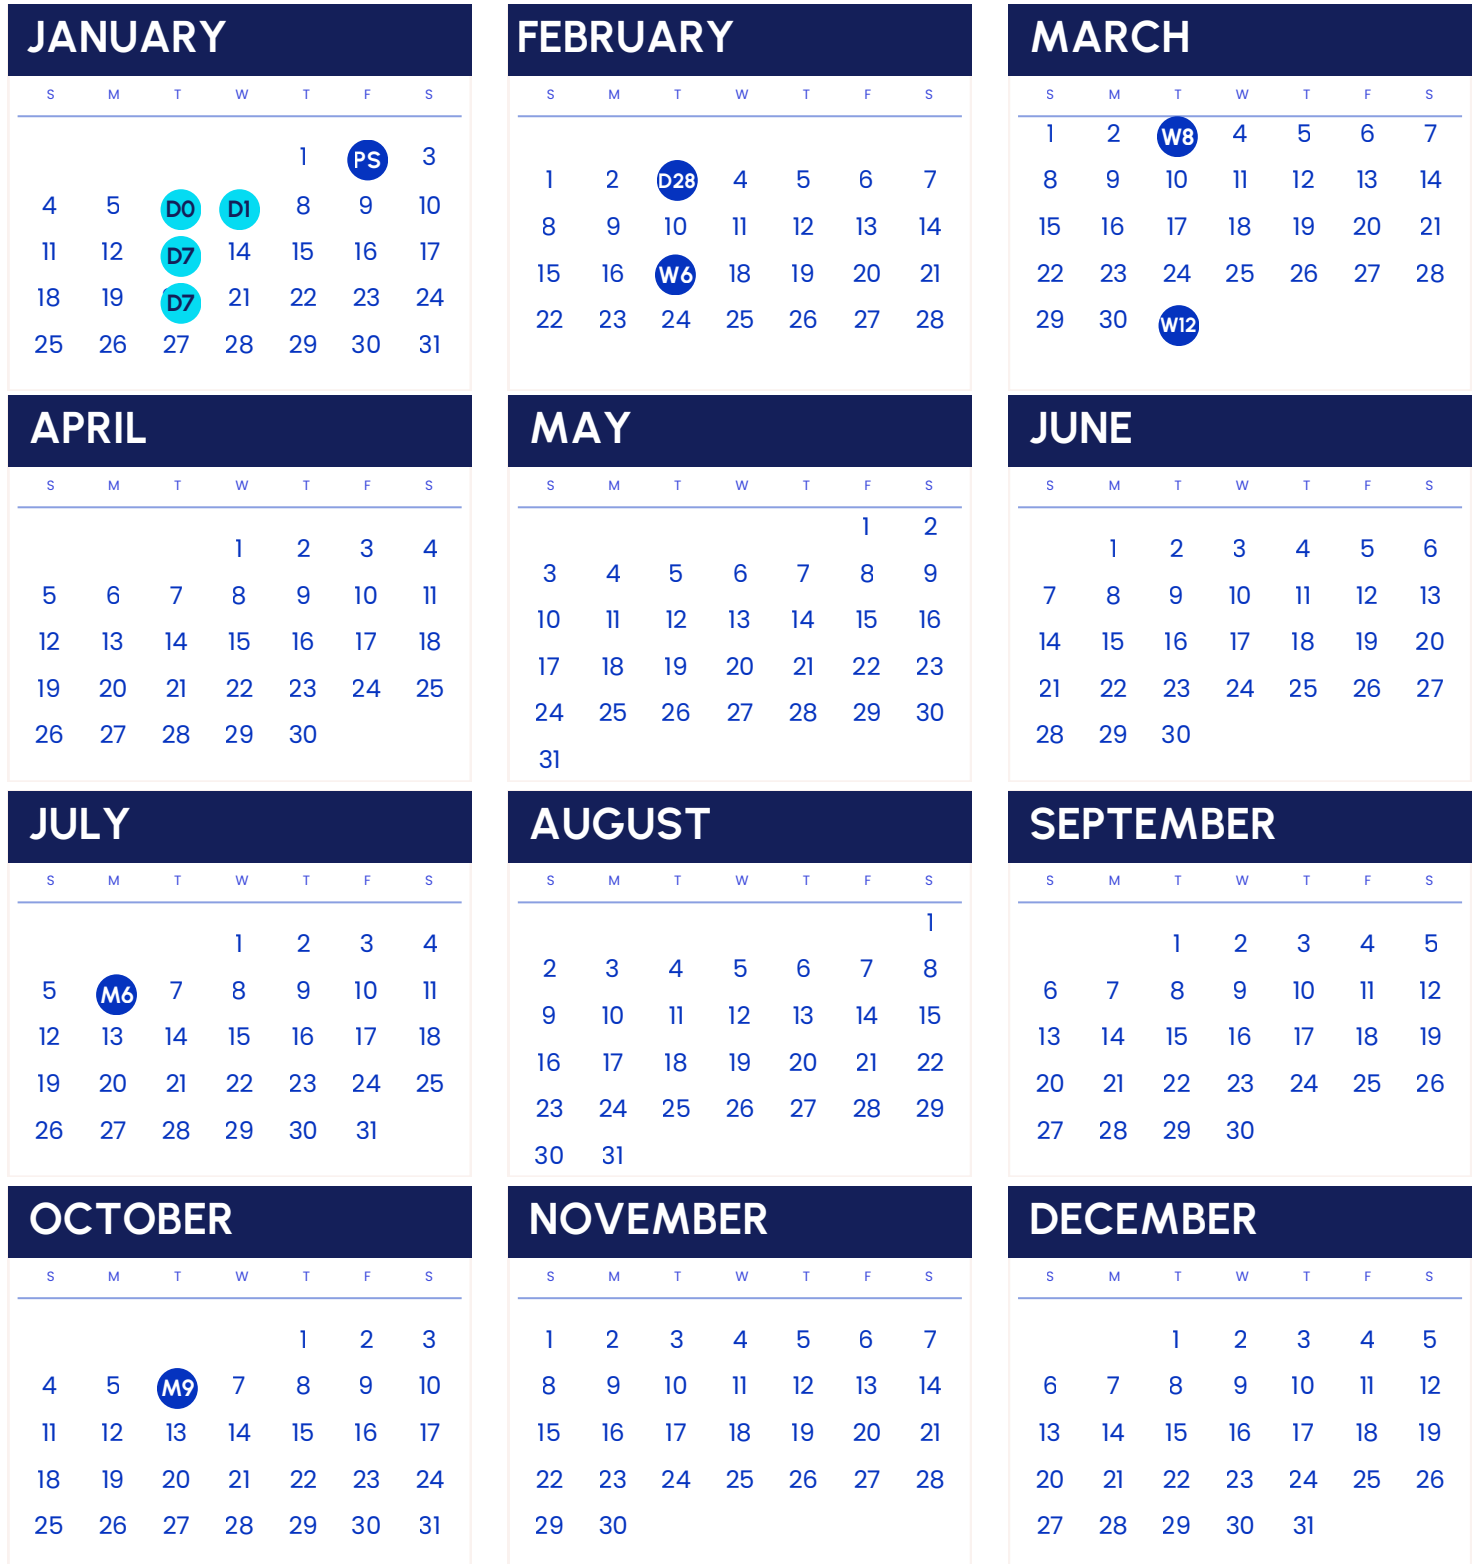 JANUARY
S M T W T F S
1 PS 3
4 5 D0 D1 8 9 10
11 12 D7 14 15 16 17
18 19 D7 21 22 23 24
25 26 27 28 29 30 31
FEBRUARY
S M T W T F S
1 2 D28 4 5 6 7
8 9 10 11 12 13 14
15 16 W6 18 19 20 21
22 23 24 25 26 27 28
MARCH
S M T W T F S
1 2 W8 4 5 6 7
8 9 10 11 12 13 14
15 16 17 18 19 20 21
22 23 24 25 26 27 28
29 30 W12
APRIL
S M T W T F S
1 2 3 4
5 6 7 8 9 10 11
12 13 14 15 16 17 18
19 20 21 22 23 24 25
26 27 28 29 30
MAY
S M T W T F S
1 2
3 4 5 6 7 8 9
10 11 12 13 14 15 16
17 18 19 20 21 22 23
24 25 26 27 28 29 30
31
JUNE
S M T W T F S
1 2 3 4 5 6
7 8 9 10 11 12 13
14 15 16 17 18 19 20
21 22 23 24 25 26 27
28 29 30
JULY
S M T W T F S
1 2 3 4
5 M6 7 8 9 10 11
12 13 14 15 16 17 18
19 20 21 22 23 24 25
26 27 28 29 30 31
AUGUST
S M T W T F S
1
2 3 4 5 6 7 8
9 10 11 12 13 14 15
16 17 18 19 20 21 22
23 24 25 26 27 28 29
30 31
SEPTEMBER
S M T W T F S
1 2 3 4 5
6 7 8 9 10 11 12
13 14 15 16 17 18 19
20 21 22 23 24 25 26
27 28 29 30
OCTOBER
S M T W T F S
1 2 3
4 5 M9 7 8 9 10
11 12 13 14 15 16 17
18 19 20 21 22 23 24
25 26 27 28 29 30 31
NOVEMBER
S M T W T F S
1 2 3 4 5 6 7
8 9 10 11 12 13 14
15 16 17 18 19 20 21
22 23 24 25 26 27 28
29 30
DECEMBER
S M T W T F S
1 2 3 4 5
6 7 8 9 10 11 12
13 14 15 16 17 18 19
20 21 22 23 24 25 26
27 28 29 30 31